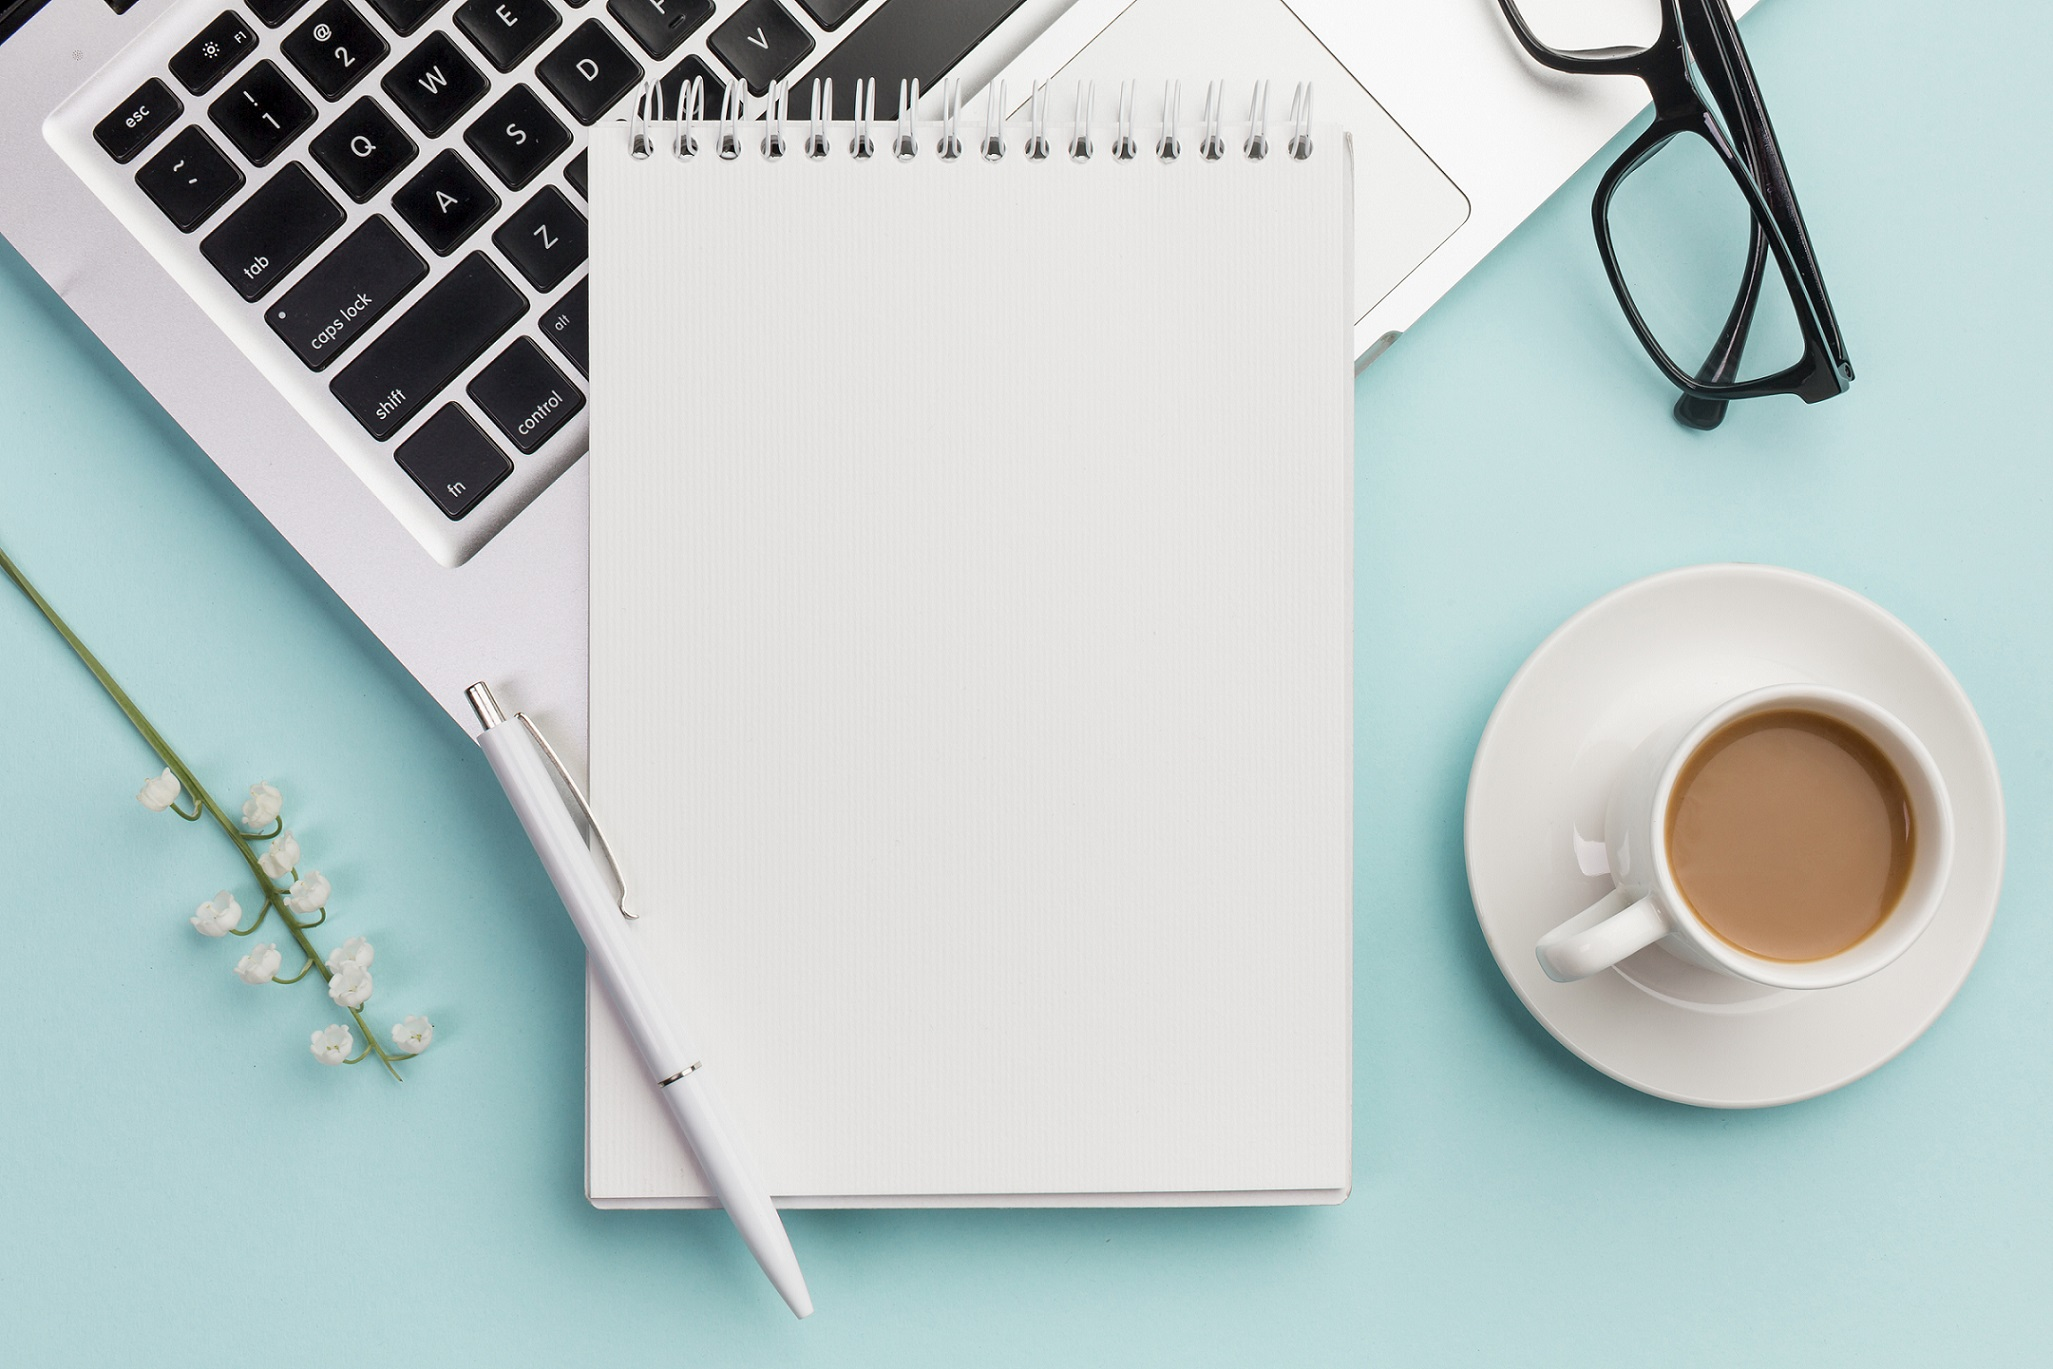 esc
F1
@
2
W
E
F
V
!
1
Q
S
D
~
tab
A
Z
caps lock
shift
alt
control
fn